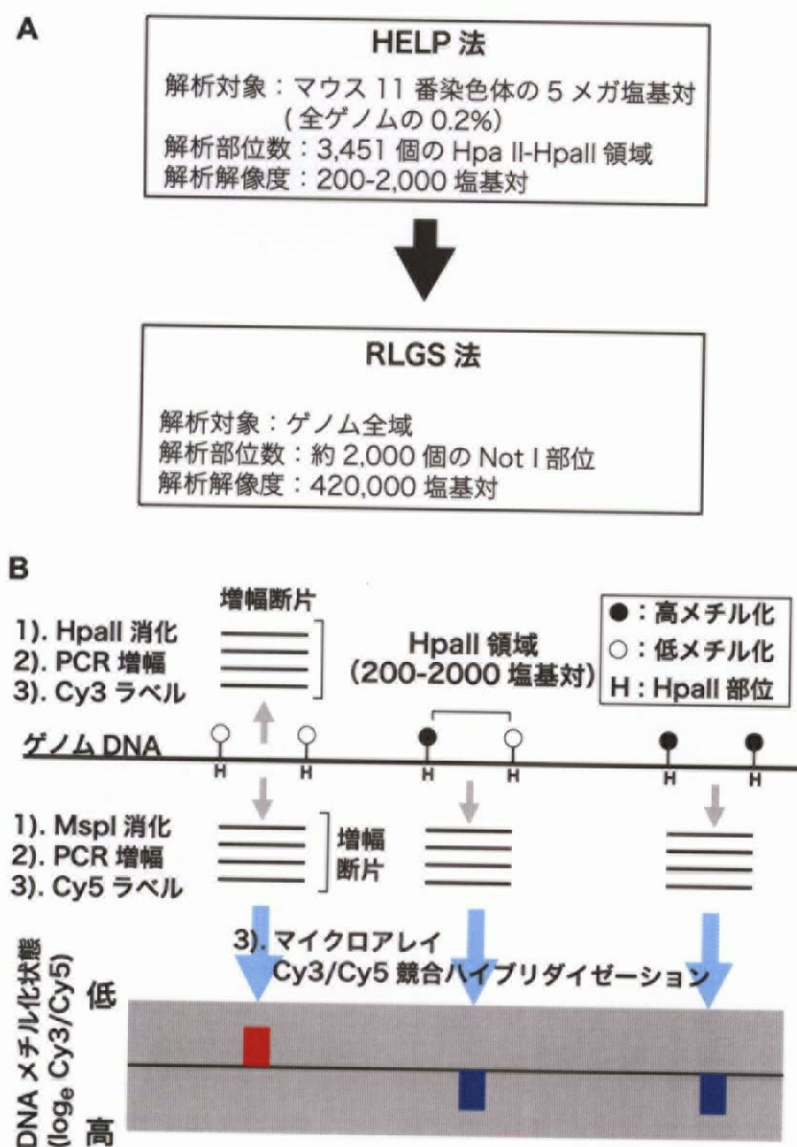 A
HELP 法
解析対象：マウス 11 番染色体の 5 メガ塩基対
( 全ゲノムの 0.2%)
解析部位数：3,451 個の Hpa II-HpaII 領域
解析解像度：200-2,000 塩基対
RLGS 法
解析対象：ゲノム全域
解析部位数：約 2,000 個の Not I 部位
解析解像度：420,000 塩基対
B
増幅断片
1). HpaII 消化
2). PCR 増幅
3). Cy3 ラベル
HpaII 領域
(200-2000 塩基対)
●：高メチル化
○：低メチル化
H：HpaII 部位
ゲノム DNA
H H H H H H
1). MspI 消化
2). PCR 増幅
3). Cy5 ラベル
増幅
断片
3). マイクロアレイ
Cy3/Cy5 競合ハイブリダイゼーション
DNA メチル化状態
(loge Cy3/Cy5)
低
高